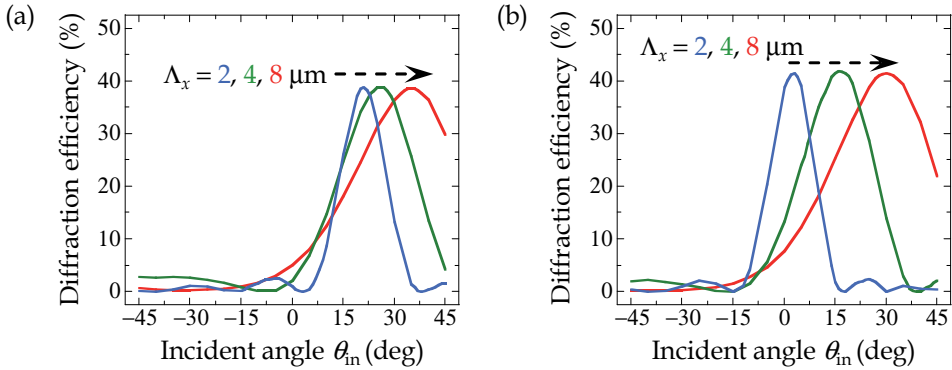 (a)
Diffraction efficiency (%)
50
40
30
20
10
0
Λx = 2, 4, 8 μm
−45 −30 −15 0 15 30 45
Incident angle θin (deg)
(b)
Diffraction efficiency (%)
50
40
30
20
10
0
Λx = 2, 4, 8 μm
−45 −30 −15 0 15 30 45
Incident angle θin (deg)